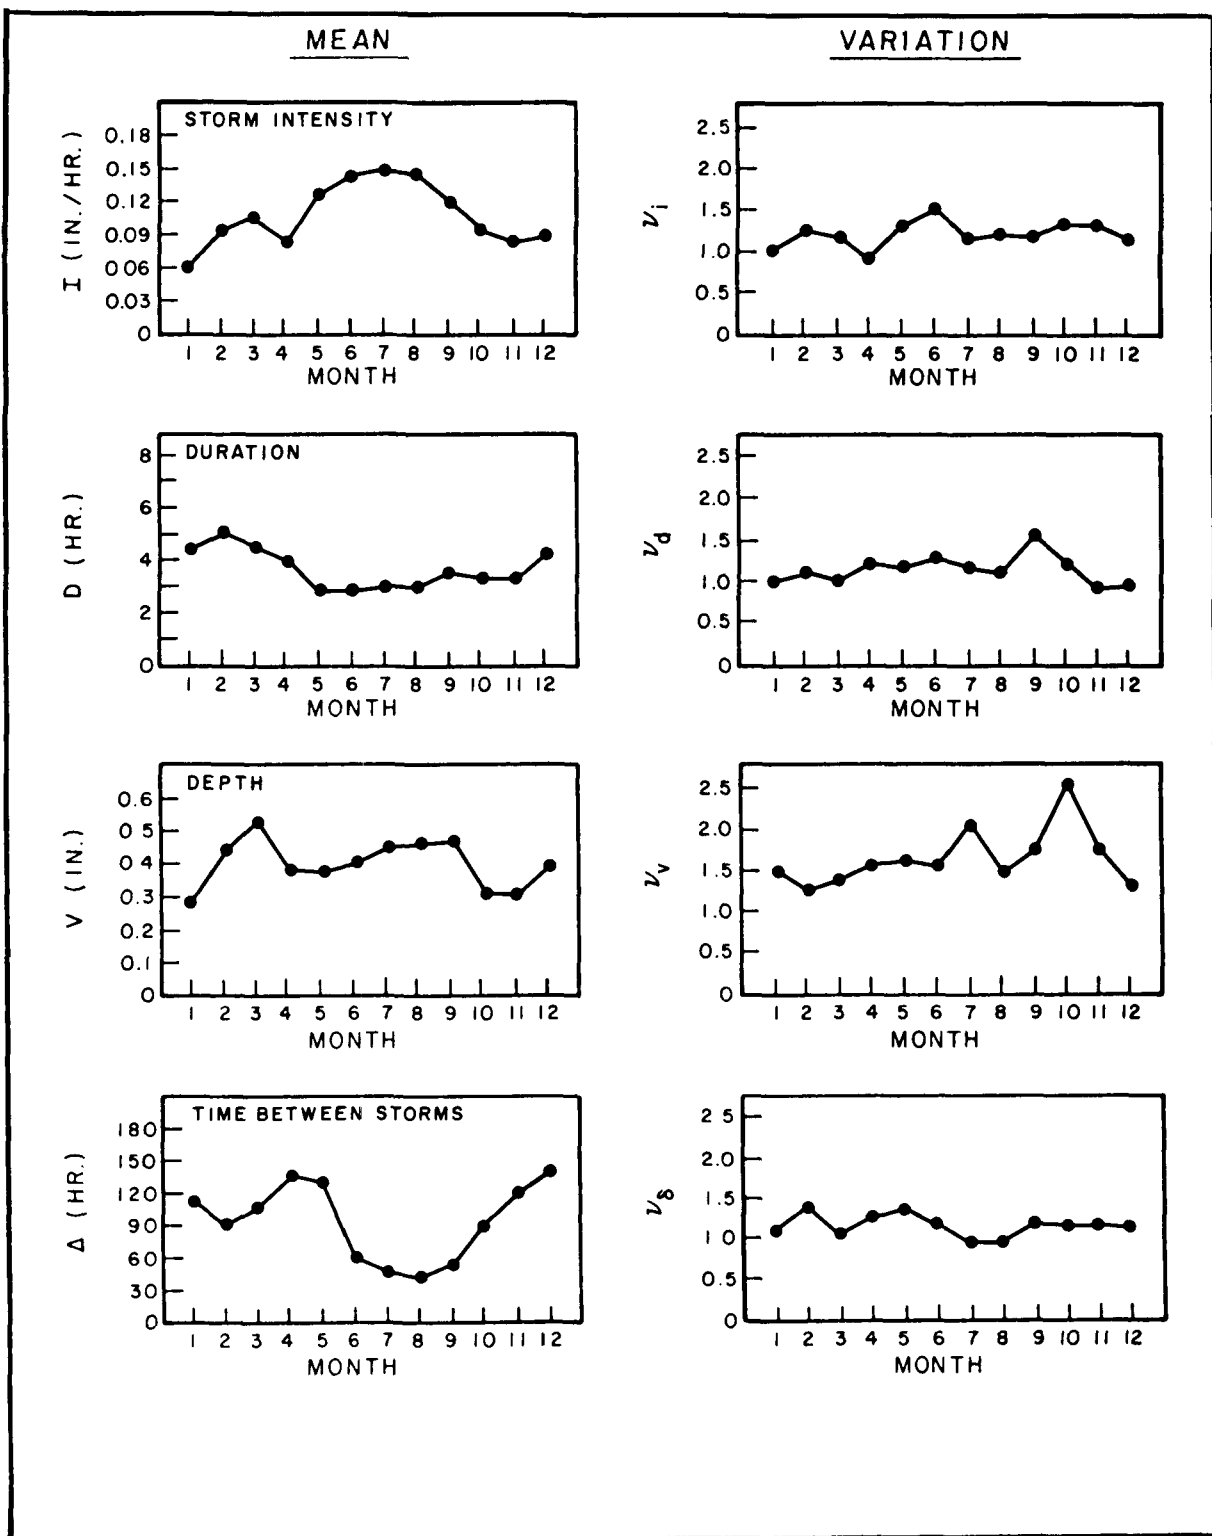 MEAN VARIATION
STORM INTENSITY
I (IN./HR.)
0.18
0.15
0.12
0.09
0.06
0.03
0
1 2 3 4 5 6 7 8 9 10 11 12
MONTH
ν i
2.5
2.0
1.5
1.0
0.5
0
1 2 3 4 5 6 7 8 9 10 11 12
MONTH
DURATION
D (HR.)
8
6
4
2
0
1 2 3 4 5 6 7 8 9 10 11 12
MONTH
ν d
2.5
2.0
1.5
1.0
0.5
0
1 2 3 4 5 6 7 8 9 10 11 12
MONTH
DEPTH
V (IN.)
0.6
0.5
0.4
0.3
0.2
0.1
0
1 2 3 4 5 6 7 8 9 10 11 12
MONTH
ν v
2.5
2.0
1.5
1.0
0.5
0
1 2 3 4 5 6 7 8 9 10 11 12
MONTH
TIME BETWEEN STORMS
Δ (HR.)
180
150
120
90
60
30
0
1 2 3 4 5 6 7 8 9 10 11 12
MONTH
ν δ
2 5
2.0
1.5
1 0
0.5
0
1 2 3 4 5 6 7 8 9 10 11 12
MONTH